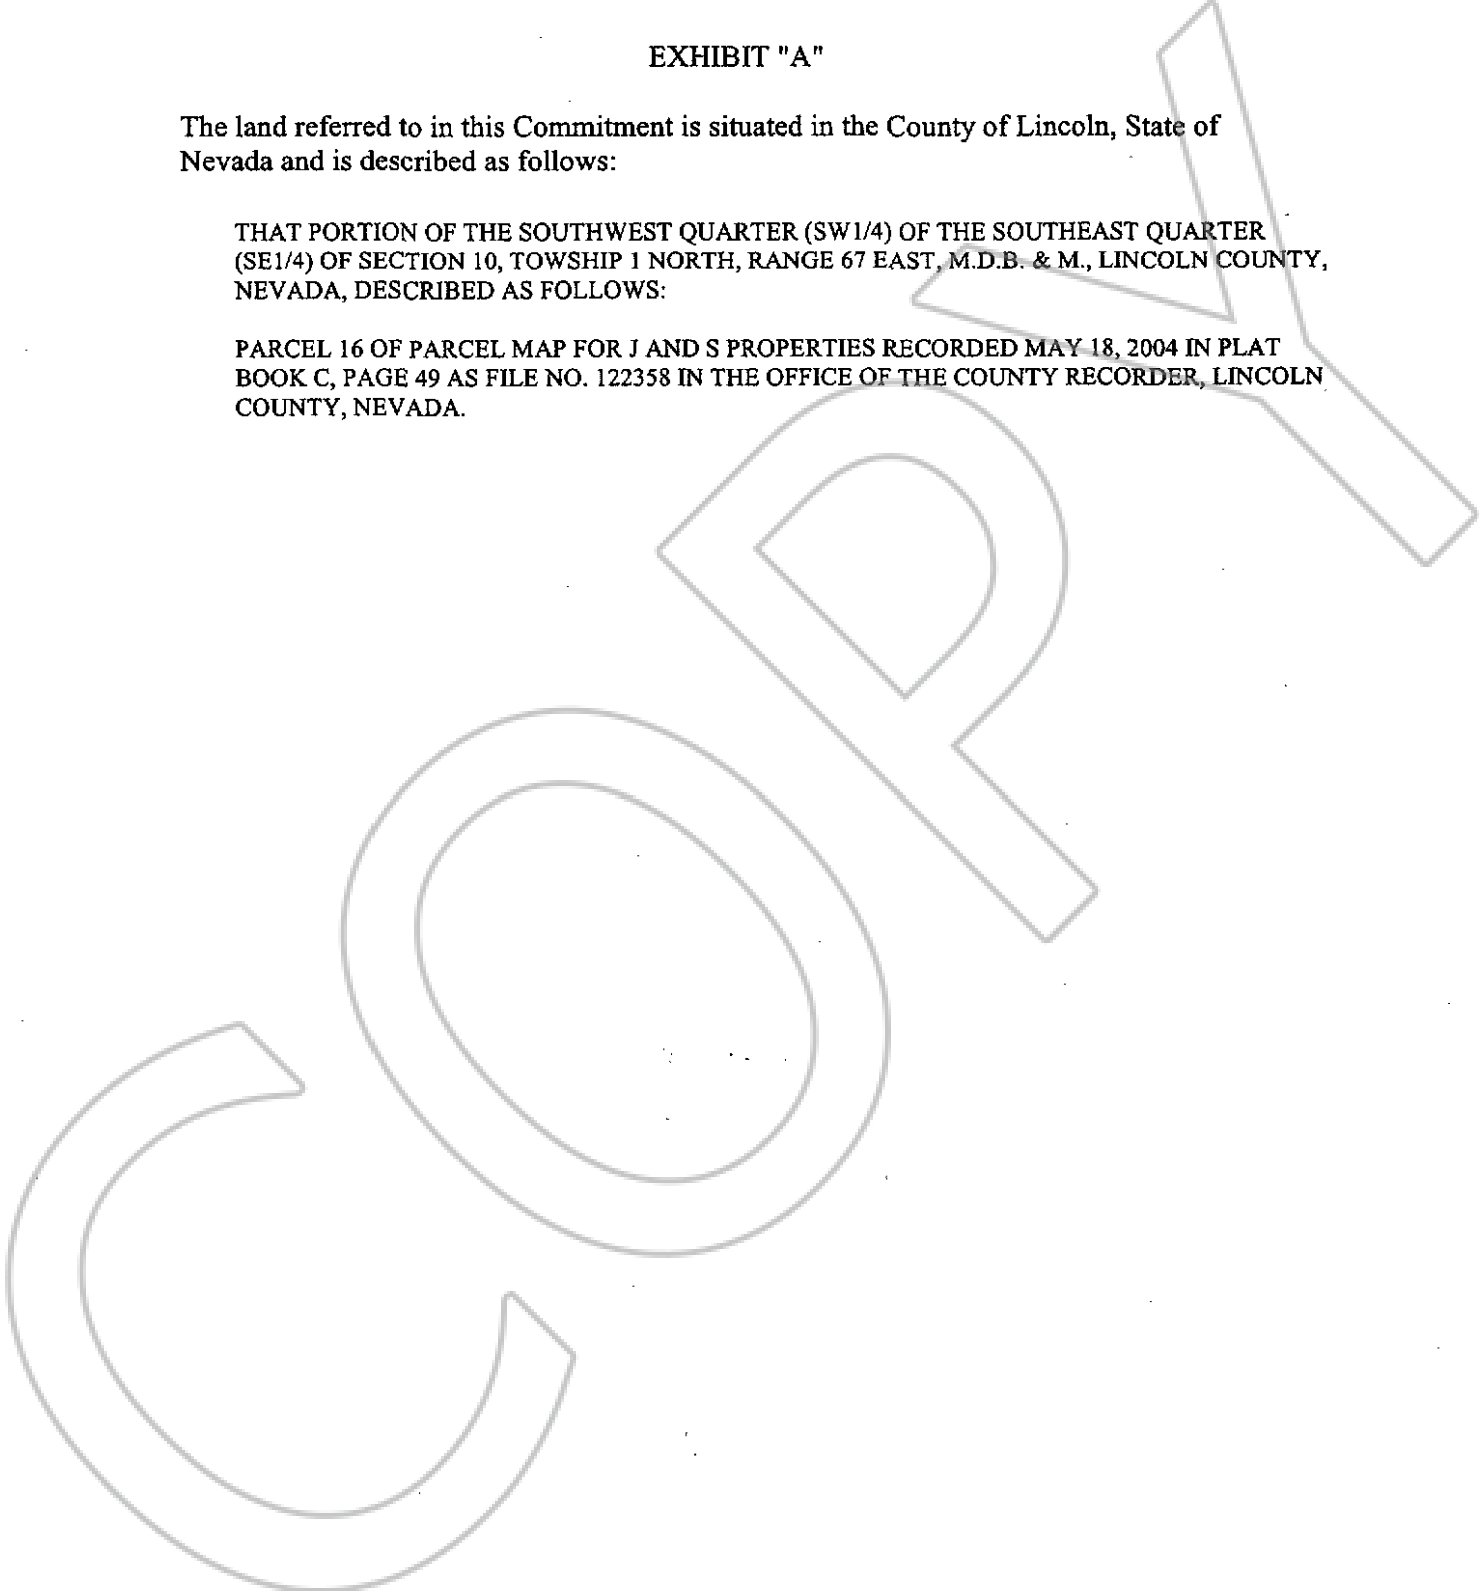 EXHIBIT "A"
The land referred to in this Commitment is situated in the County of Lincoln, State of
Nevada and is described as follows:
THAT PORTION OF THE SOUTHWEST QUARTER (SW1/4) OF THE SOUTHEAST QUARTER
(SE1/4) OF SECTION 10, TOWSHIP 1 NORTH, RANGE 67 EAST, M.D.B. & M., LINCOLN COUNTY,
NEVADA, DESCRIBED AS FOLLOWS:
PARCEL 16 OF PARCEL MAP FOR J AND S PROPERTIES RECORDED MAY 18, 2004 IN PLAT
BOOK C, PAGE 49 AS FILE NO. 122358 IN THE OFFICE OF THE COUNTY RECORDER, LINCOLN
COUNTY, NEVADA.
COPY